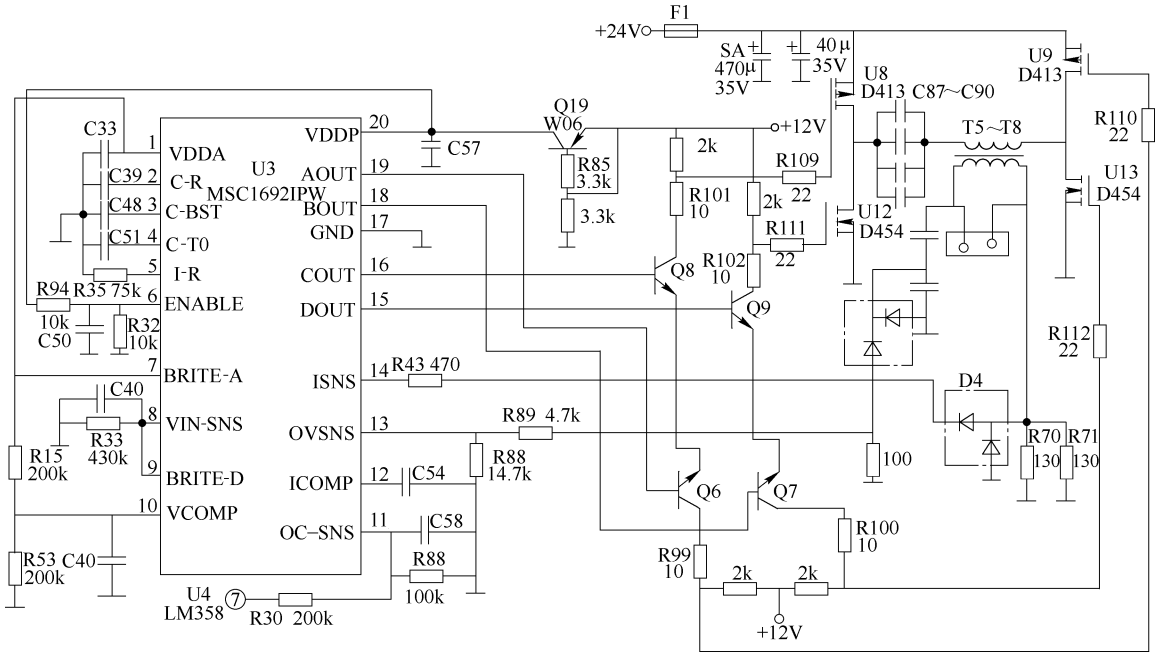 F1
+24V
SA
470μ
35V
40μ
35V
U8
D413
C87～C90
U9
D413
R110
22
T5~T8
U13
D454
Q19
W06
+12V
2k
R109
22
R85
3.3k
3.3k
R101
10
2k
R111
22
U12
D454
R102
10
Q8
Q9
C57
U3
MSC1692IPW
1
VDDA
2
C-R
3
C-BST
4
C-T0
5
I-R
6
ENABLE
7
BRITE-A
8
VIN-SNS
9
BRITE-D
10
VCOMP
20
VDDP
19
AOUT
18
BOUT
17
GND
16
COUT
15
DOUT
14
ISNS
13
OVSNS
12
ICOMP
11
OC–SNS
C33
C39
C48
C51
R35 75k
R94
10k
C50
R32
10k
C40
R33
430k
R15
200k
R53
200k
C40
R43 470
R89 4.7k
R88
14.7k
C54
C58
R88
100k
U4
LM358
7
R30 200k
D4
R112
22
100
R70
130
R71
130
Q6
Q7
R99
10
R100
10
2k
2k
+12V